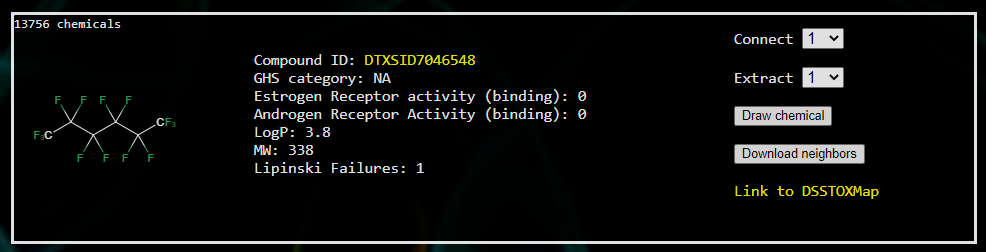 13756 chemicals
Compound ID: DTXSID7046548
GHS category: NA
Estrogen Receptor activity (binding): 0
Androgen Receptor Activity (binding): 0
LogP: 3.8
MW: 338
Lipinski Failures: 1
F F F F
F₃C CF₃
F F F F
Connect 1
Extract 1
Draw chemical
Download neighbors
Link to DSSTOXMap